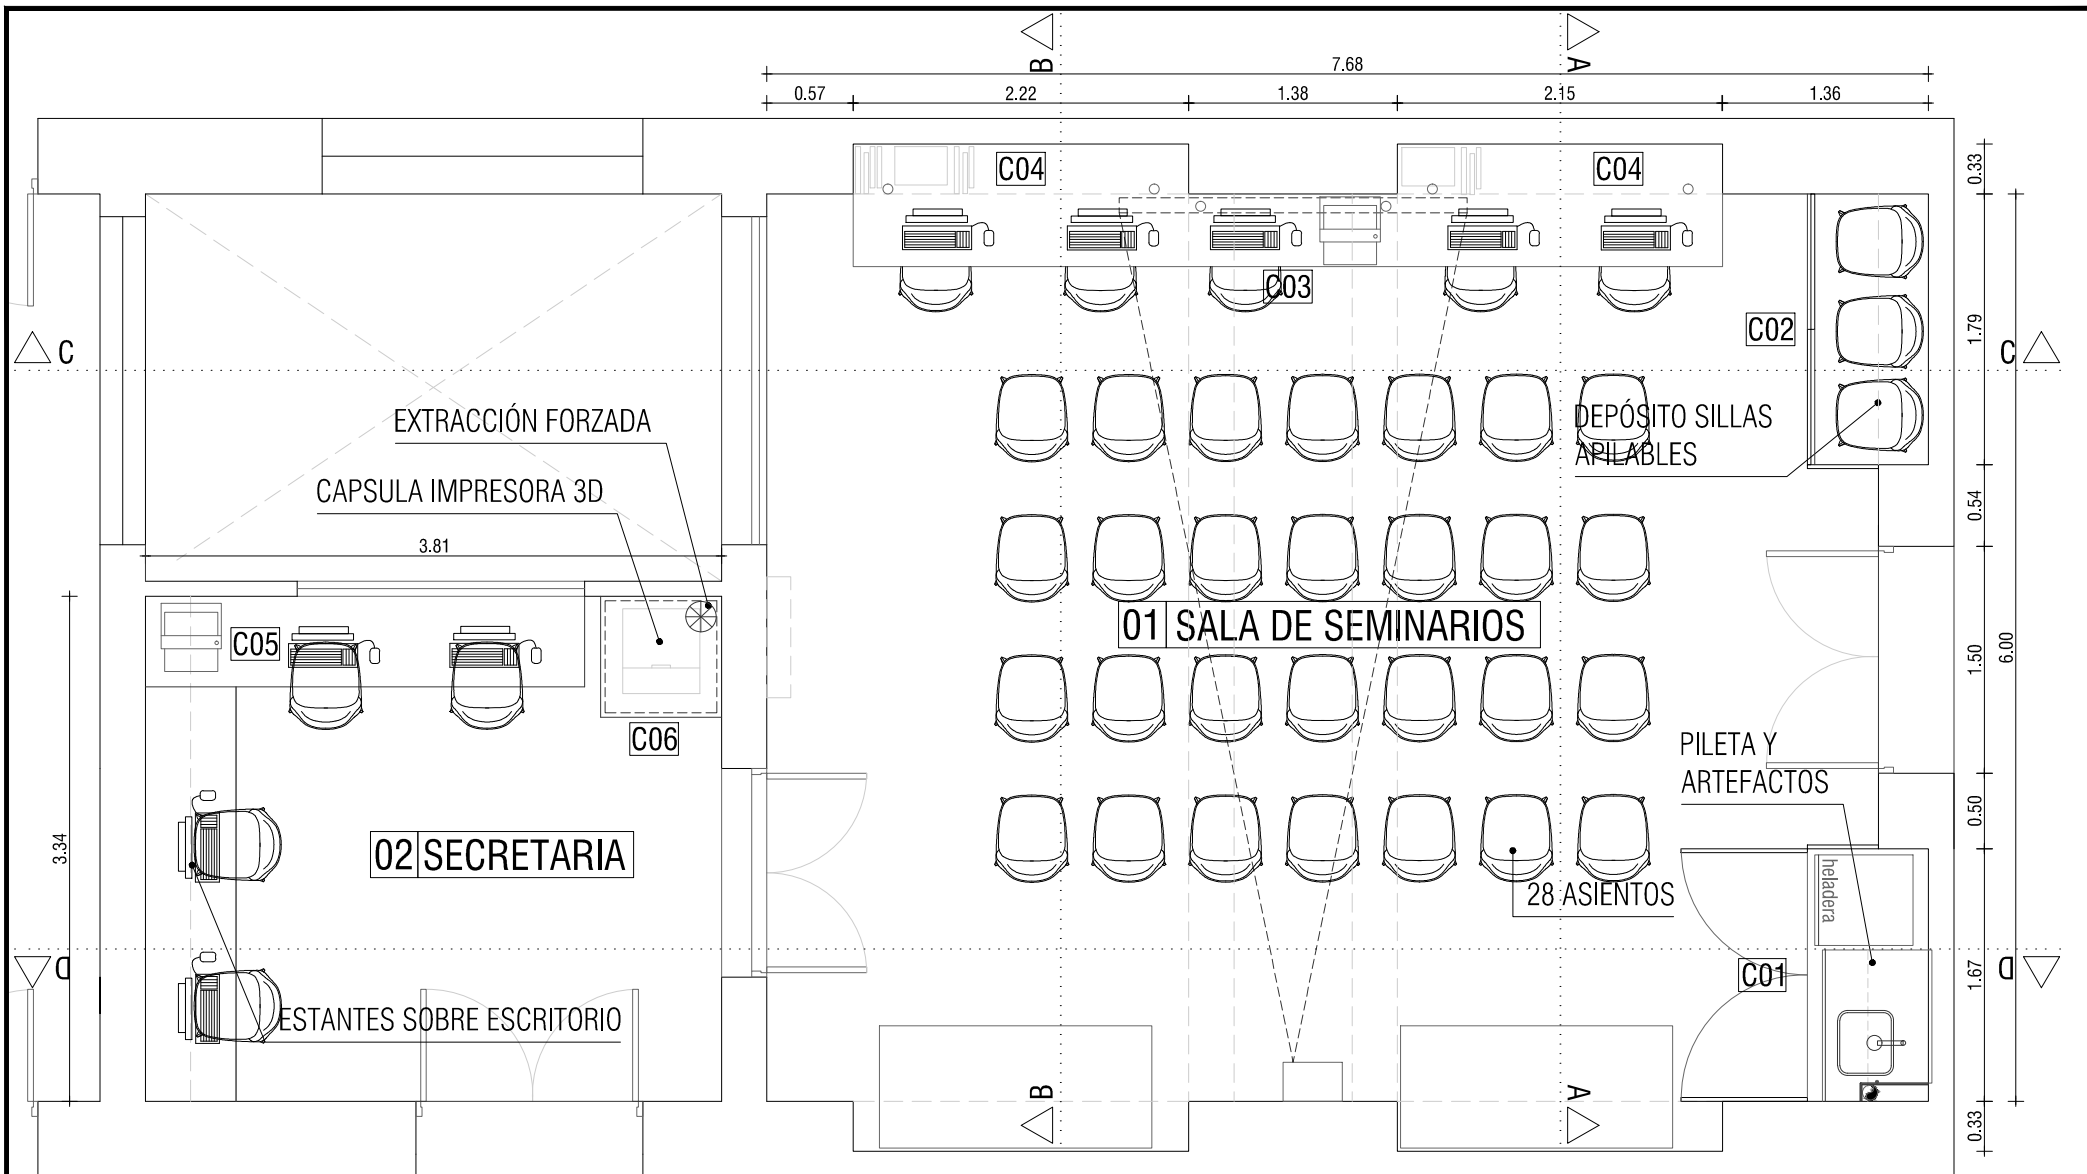 B
A
7.68
0.57
2.22
1.38
2.15
1.36
C04
C04
0.33
C03
C02
1.79
C
C
EXTRACCIÓN FORZADA
DEPÓSITO SILLAS
APILABLES
CAPSULA IMPRESORA 3D
0.54
3.81
C05
01 SALA DE SEMINARIOS
1.50
6.00
C06
PILETA Y
ARTEFACTOS
0.50
3.34
02 SECRETARIA
28 ASIENTOS
heladera
D
C01
1.67
D
ESTANTES SOBRE ESCRITORIO
B
A
0.33